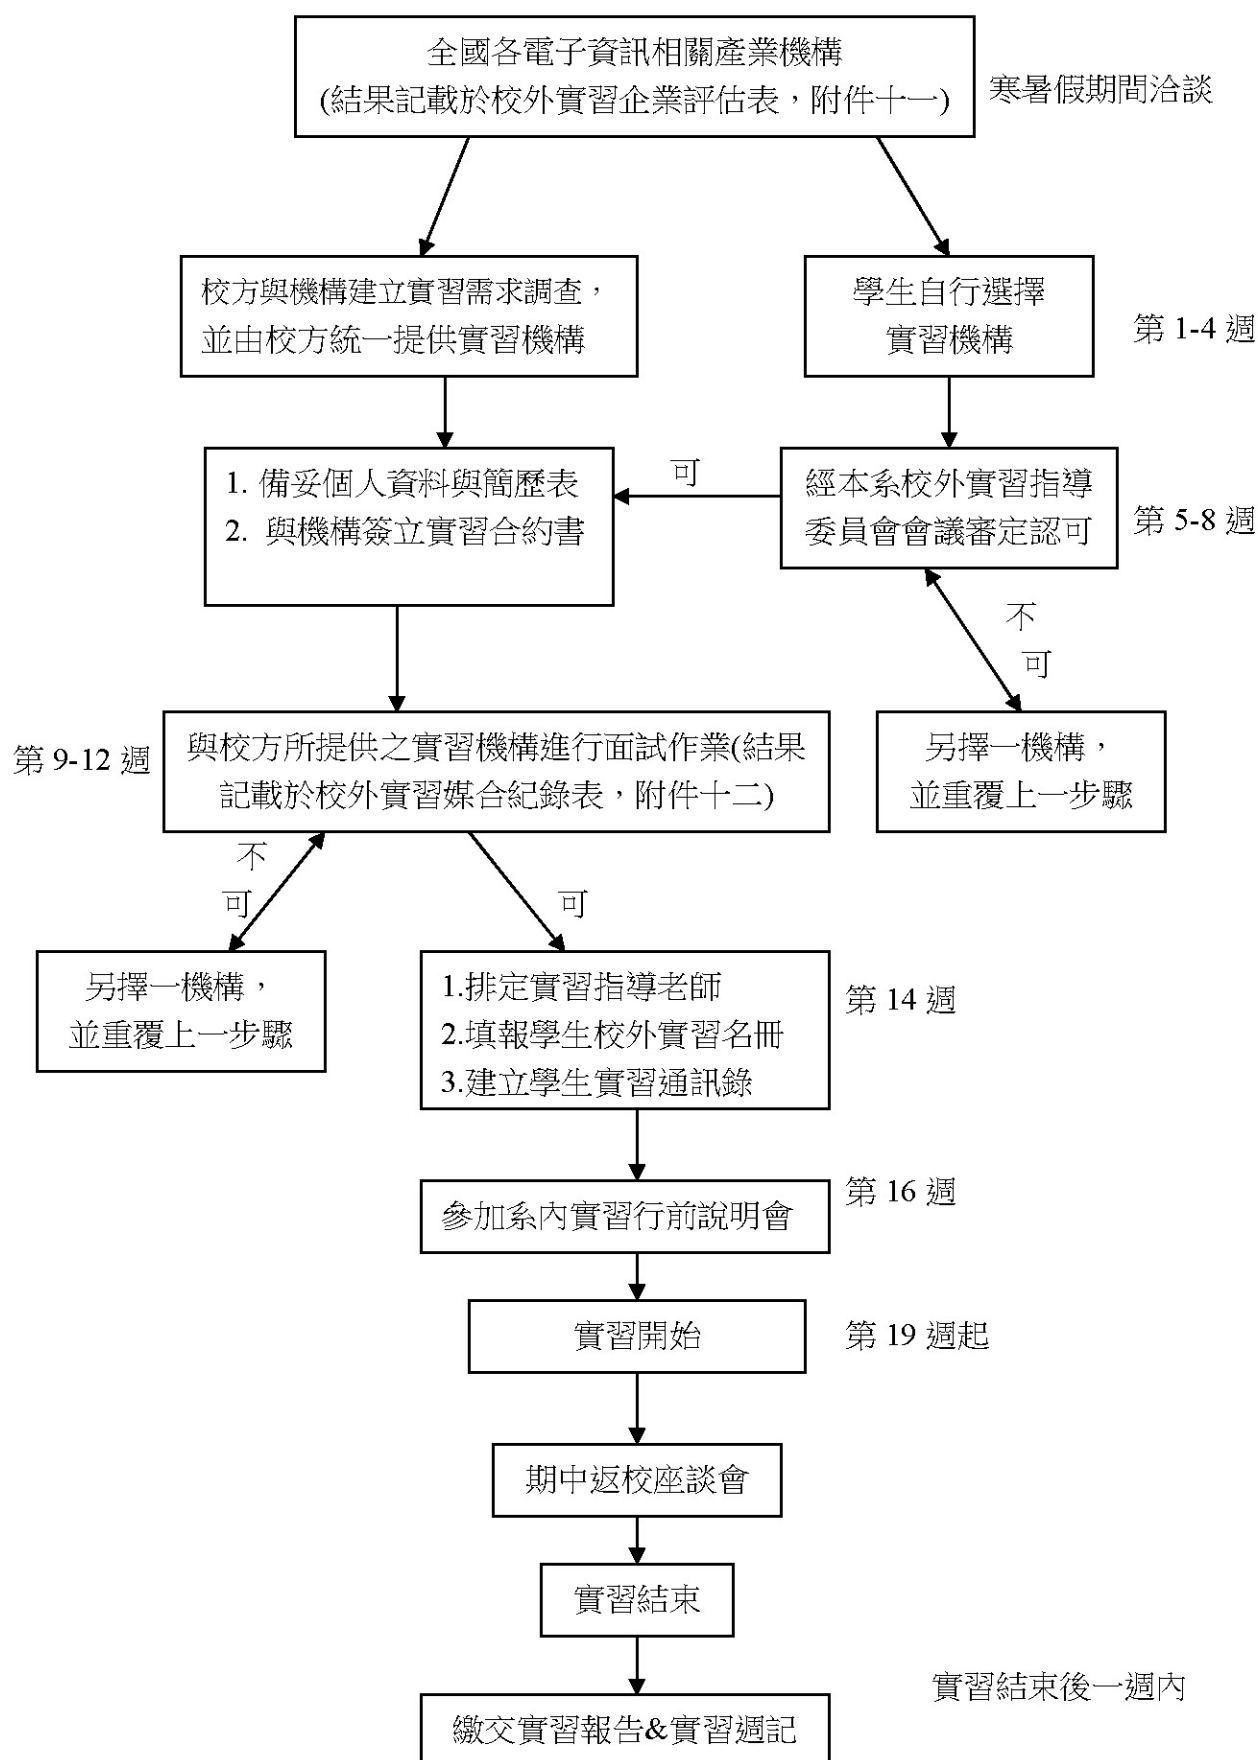 全國各電子資訊相關產業機構
(結果記載於校外實習企業評估表，附件十一)
寒暑假期間洽談
校方與機構建立實習需求調查，
並由校方統一提供實習機構
學生自行選擇
實習機構
第 1-4 週
1. 備妥個人資料與簡歷表
2. 與機構簽立實習合約書
可
經本系校外實習指導
委員會會議審定認可
第 5-8 週
不
可
第 9-12 週
與校方所提供之實習機構進行面試作業(結果
記載於校外實習媒合紀錄表，附件十二)
另擇一機構，
並重覆上一步驟
不
可
可
另擇一機構，
並重覆上一步驟
1.排定實習指導老師
2.填報學生校外實習名冊
3.建立學生實習通訊錄
第 14 週
參加系內實習行前說明會
第 16 週
實習開始
第 19 週起
期中返校座談會
實習結束
實習結束後一週內
繳交實習報告&實習週記